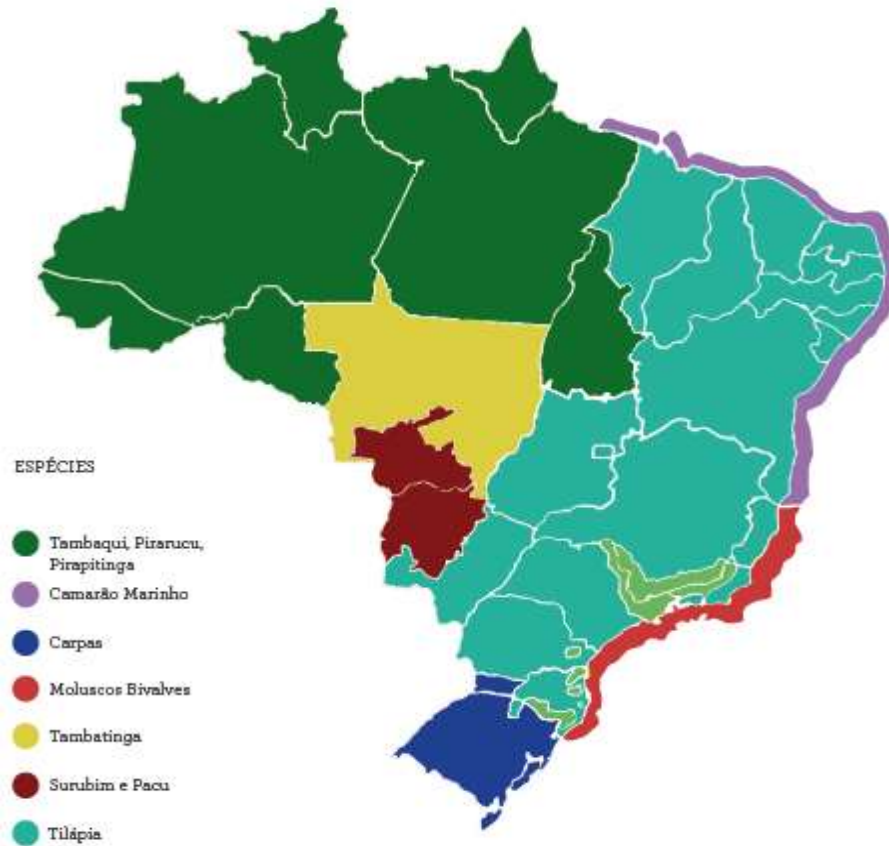 ESPÉCIES
Tambaqui, Pirarucu,
Pirapitinga
Camarão Marinho
Carpas
Moluscos Bivalves
Tambatinga
Surubim e Pacu
Tilápia